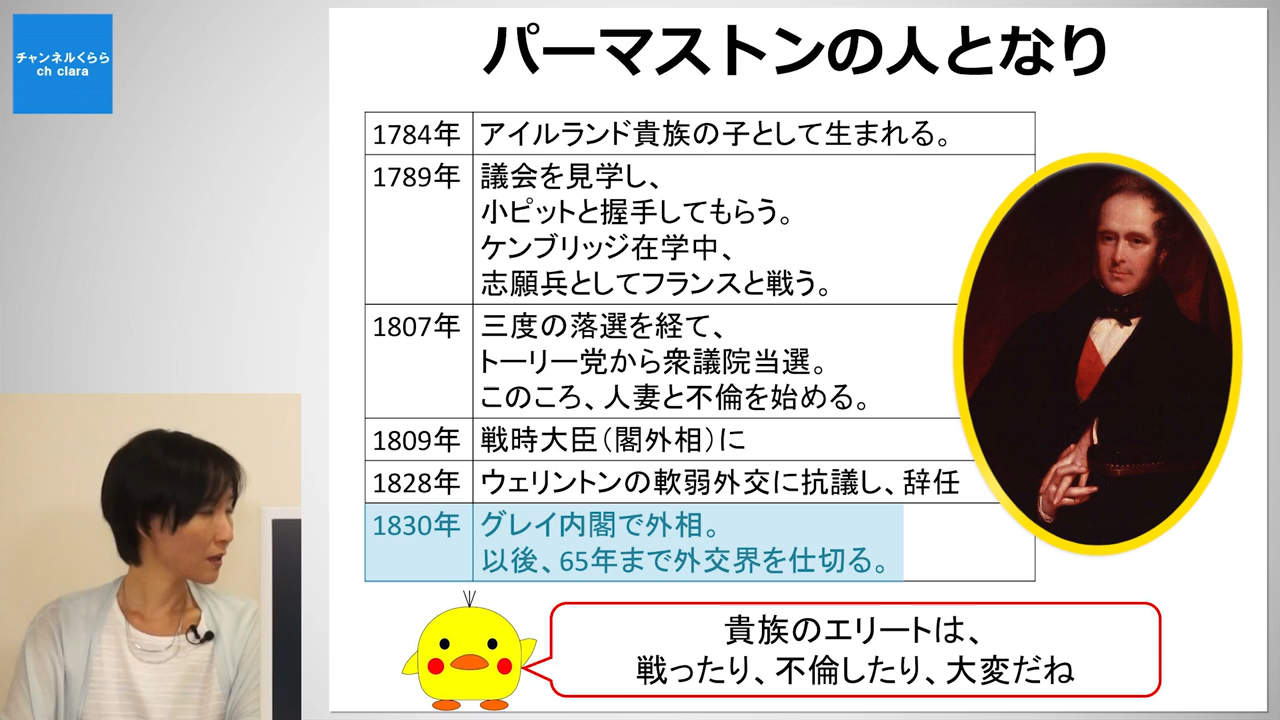 チャンネルくらら
ch clara
パーマストンの人となり
1784年 アイルランド貴族の子として生まれる。
1789年 議会を見学し、
小ピットと握手してもらう。
ケンブリッジ在学中、
志願兵としてフランスと戦う。
1807年 三度の落選を経て、
トーリー党から衆議院当選。
このころ、人妻と不倫を始める。
1809年 戦時大臣（閣外相）に
1828年 ウェリントンの軟弱外交に抗議し、辞任
1830年 グレイ内閣で外相。
以後、65年まで外交界を仕切る。
貴族のエリートは、
戦ったり、不倫したり、大変だね